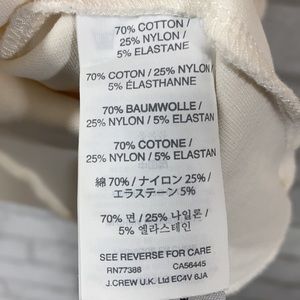 70% COTTON /
25% NYLON /
5% ELASTANE
70% COTON / 25% NYLON /
5% ÉLASTHANNE
70% BAUMWOLLE /
25% NYLON / 5% ELASTAN
70% COTONE /
25% NYLON / 5% ELASTAN
綿 70% / ナイロン 25% /
エラステーン 5%
70% 면 / 25% 나일론 /
5% 엘라스테인
SEE REVERSE FOR CARE
RN77388 CA56445
J.CREW U.K. Ltd EC4V 6JA